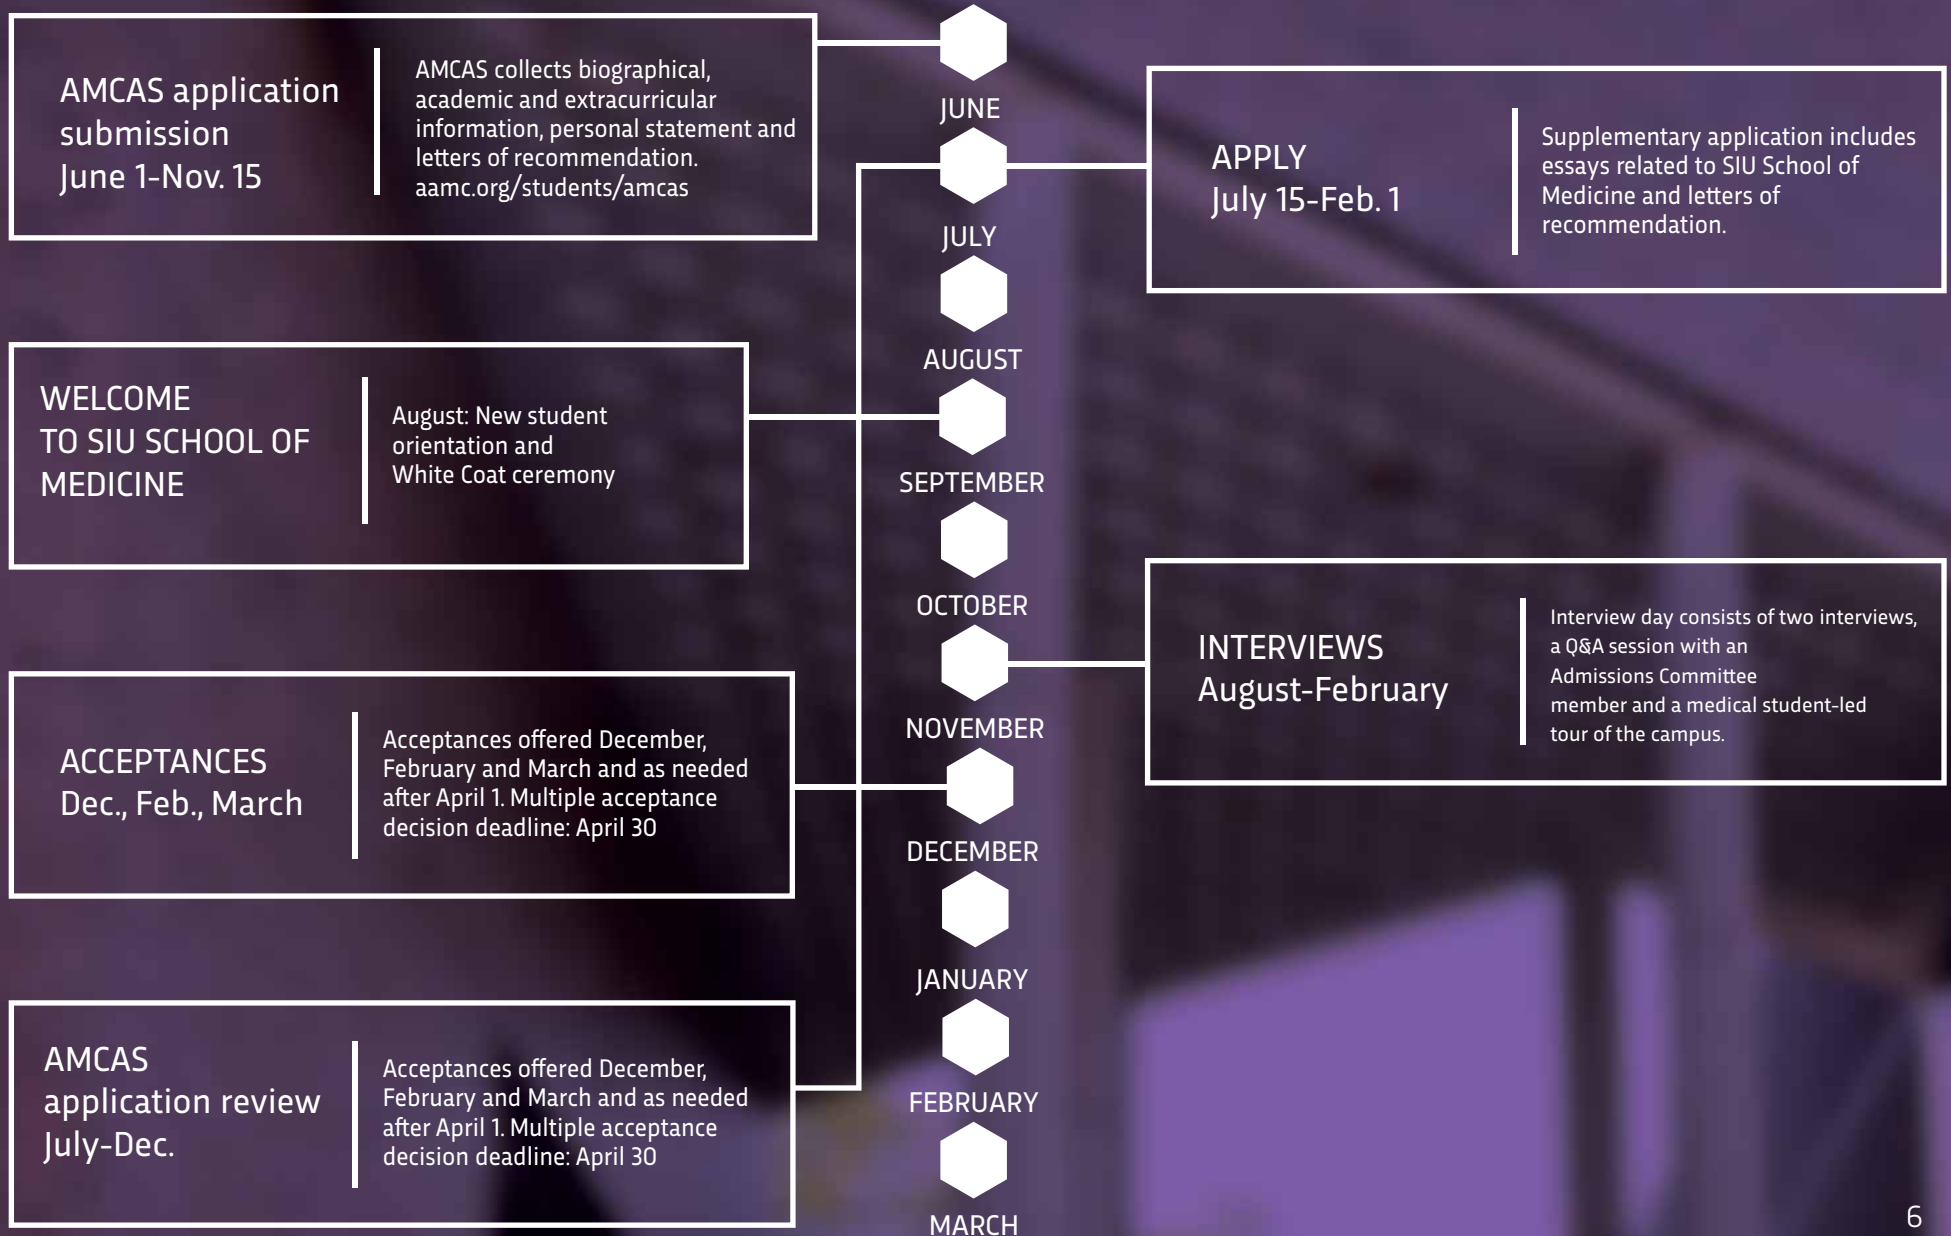 AMCAS application
submission
June 1-Nov. 15
AMCAS collects biographical,
academic and extracurricular
information, personal statement and
letters of recommendation.
aamc.org/students/amcas
WELCOME
TO SIU SCHOOL OF
MEDICINE
August: New student
orientation and
White Coat ceremony
ACCEPTANCES
Dec., Feb., March
Acceptances offered December,
February and March and as needed
after April 1. Multiple acceptance
decision deadline: April 30
AMCAS
application review
July-Dec.
Acceptances offered December,
February and March and as needed
after April 1. Multiple acceptance
decision deadline: April 30
JUNE
JULY
AUGUST
SEPTEMBER
OCTOBER
NOVEMBER
DECEMBER
JANUARY
FEBRUARY
MARCH
APPLY
July 15-Feb. 1
Supplementary application includes
essays related to SIU School of
Medicine and letters of
recommendation.
INTERVIEWS
August-February
Interview day consists of two interviews,
a Q&A session with an
Admissions Committee
member and a medical student-led
tour of the campus.
6